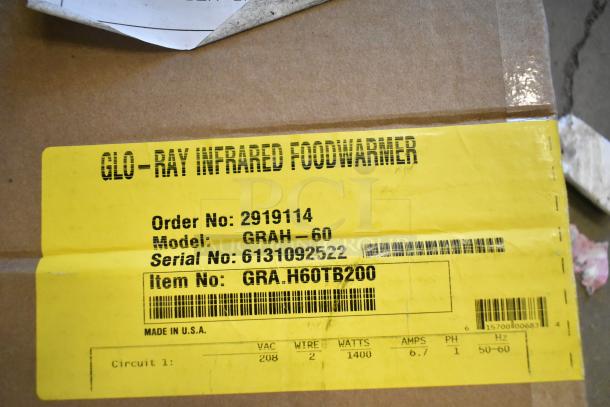 GLO-RAY INFRARED FOODWARMER
Order No: 2919114
Model: GRAH-60
Serial No: 6131092522
Item No: GRA.H60TB200
MADE IN U.S.A.
VAC WIRE WATTS AMPS PH Hz
Circuit 1: 208 2 1400 6.7 1 50-60
PCI